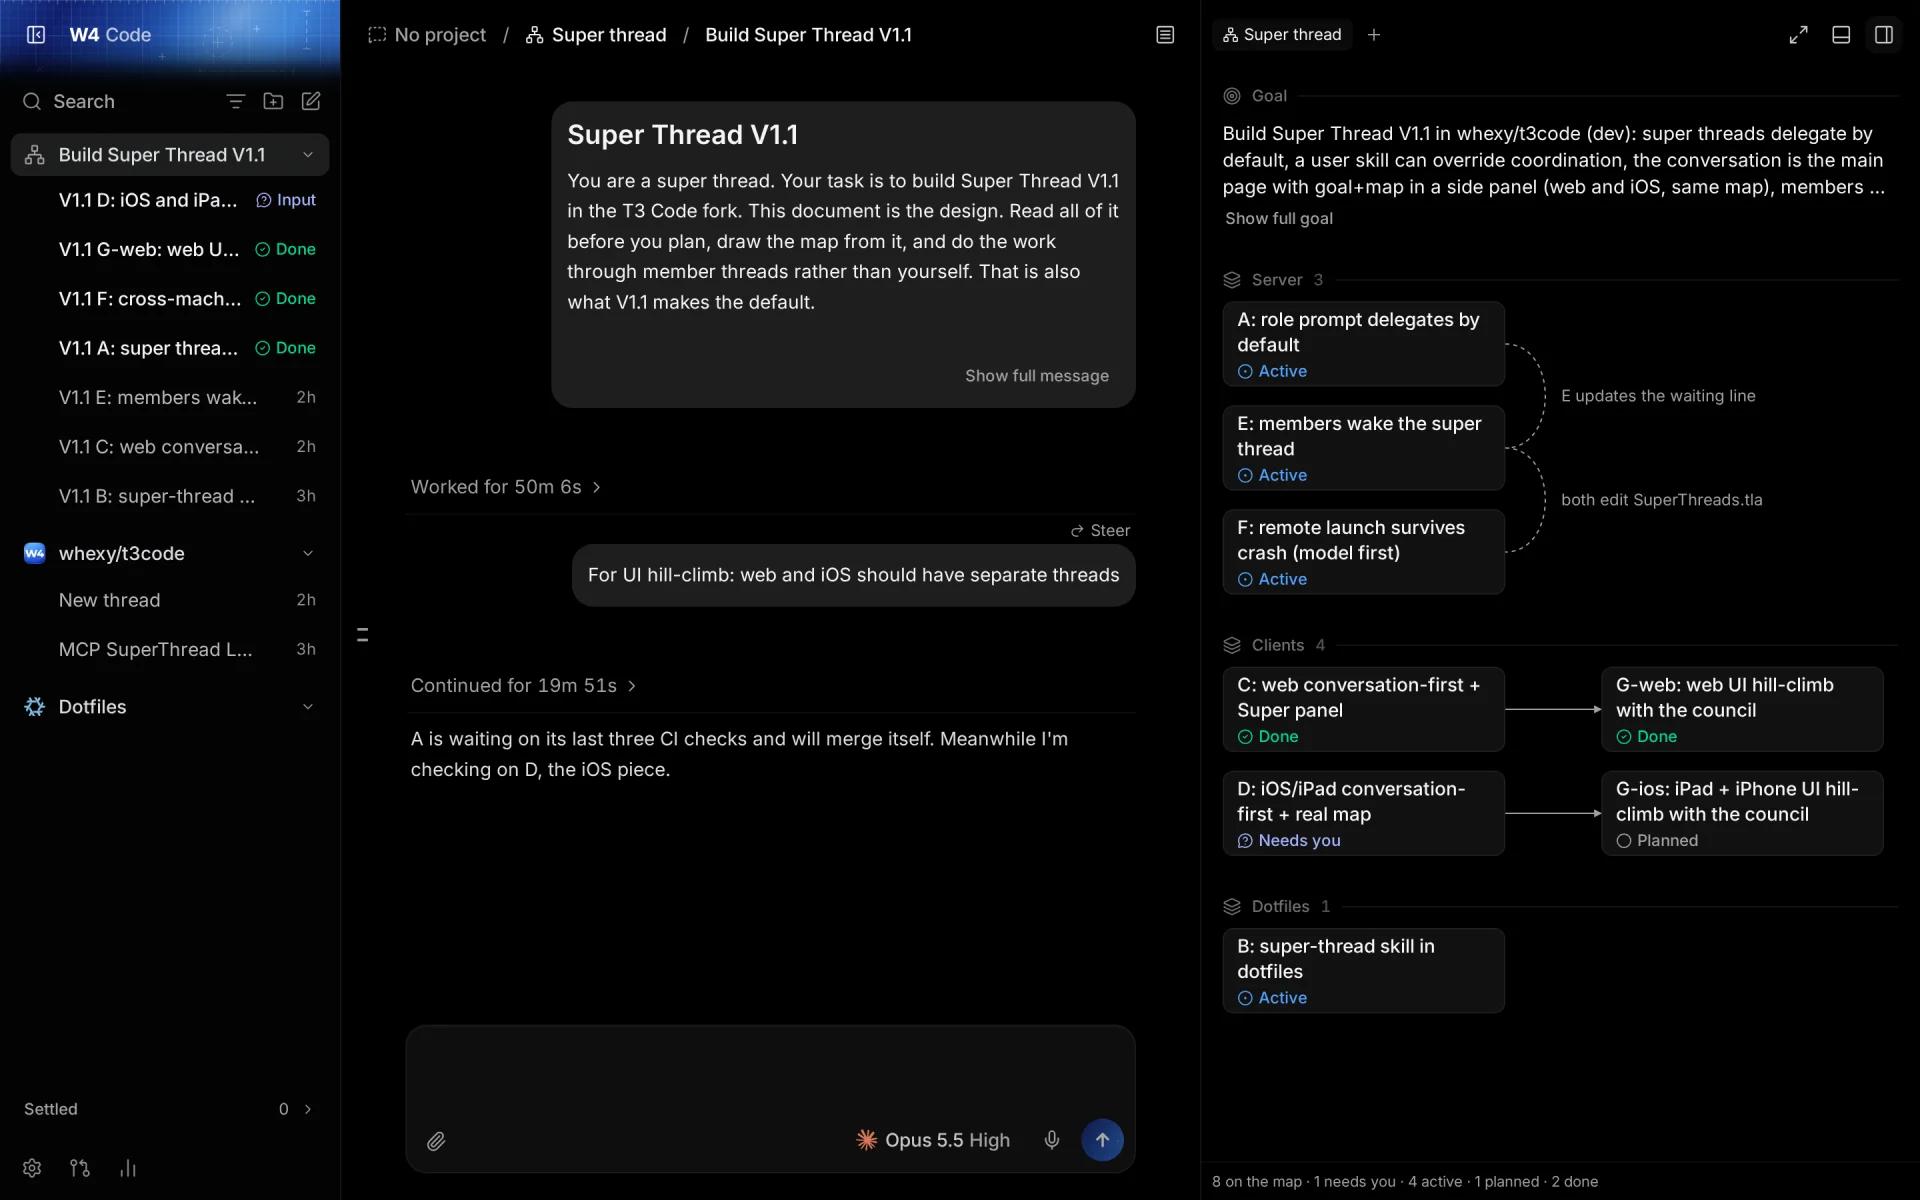 W4 Code
Search
Build Super Thread V1.1
V1.1 D: iOS and iPa... Input
V1.1 G-web: web U... Done
V1.1 F: cross-mach... Done
V1.1 A: super threa... Done
V1.1 E: members wak... 2h
V1.1 C: web conversa... 2h
V1.1 B: super-thread ... 3h
W4 whexy/t3code
New thread 2h
MCP SuperThread L... 3h
Dotfiles
Settled 0
No project / Super thread / Build Super Thread V1.1
Super Thread V1.1
You are a super thread. Your task is to build Super Thread V1.1
in the T3 Code fork. This document is the design. Read all of it
before you plan, draw the map from it, and do the work
through member threads rather than yourself. That is also
what V1.1 makes the default.
Show full message
Worked for 50m 6s
Steer
For UI hill-climb: web and iOS should have separate threads
Continued for 19m 51s
A is waiting on its last three CI checks and will merge itself. Meanwhile I'm
checking on D, the iOS piece.
Opus 5.5 High
Super thread
Goal
Build Super Thread V1.1 in whexy/t3code (dev): super threads delegate by
default, a user skill can override coordination, the conversation is the main
page with goal+map in a side panel (web and iOS, same map), members ...
Show full goal
Server 3
A: role prompt delegates by
default
Active
E updates the waiting line
E: members wake the super
thread
Active
both edit SuperThreads.tla
F: remote launch survives
crash (model first)
Active
Clients 4
C: web conversation-first +
Super panel
Done
G-web: web UI hill-climb
with the council
Done
D: iOS/iPad conversation-
first + real map
Needs you
G-ios: iPad + iPhone UI hill-
climb with the council
Planned
Dotfiles 1
B: super-thread skill in
dotfiles
Active
8 on the map · 1 needs you · 4 active · 1 planned · 2 done